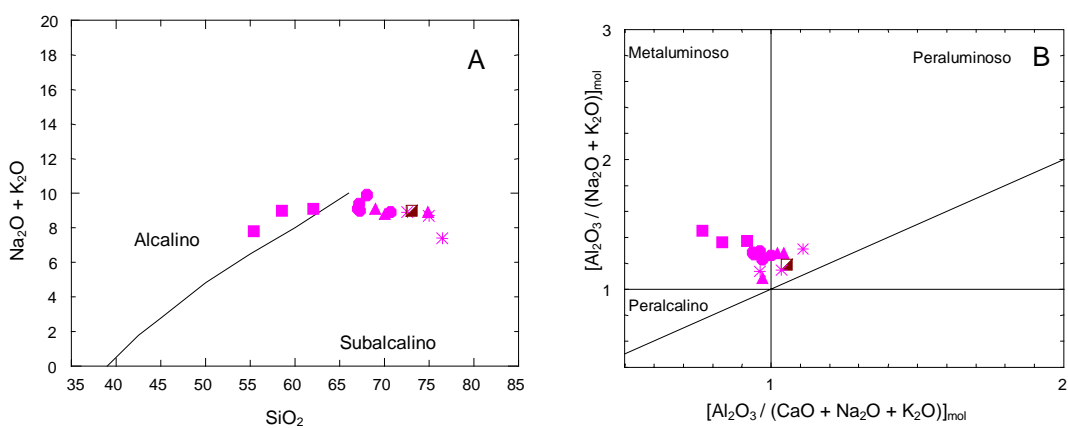 A
Na₂O + K₂O
20
18
16
14
12
10
8
6
4
2
0
Alcalino
Subalcalino
35 40 45 50 55 60 65 70 75 80 85
SiO₂
B
[Al₂O₃ / (Na₂O + K₂O)]mol
3
2
1
Metaluminoso
Peraluminoso
Peralcalino
1 2
[Al₂O₃ / (CaO + Na₂O + K₂O)]mol